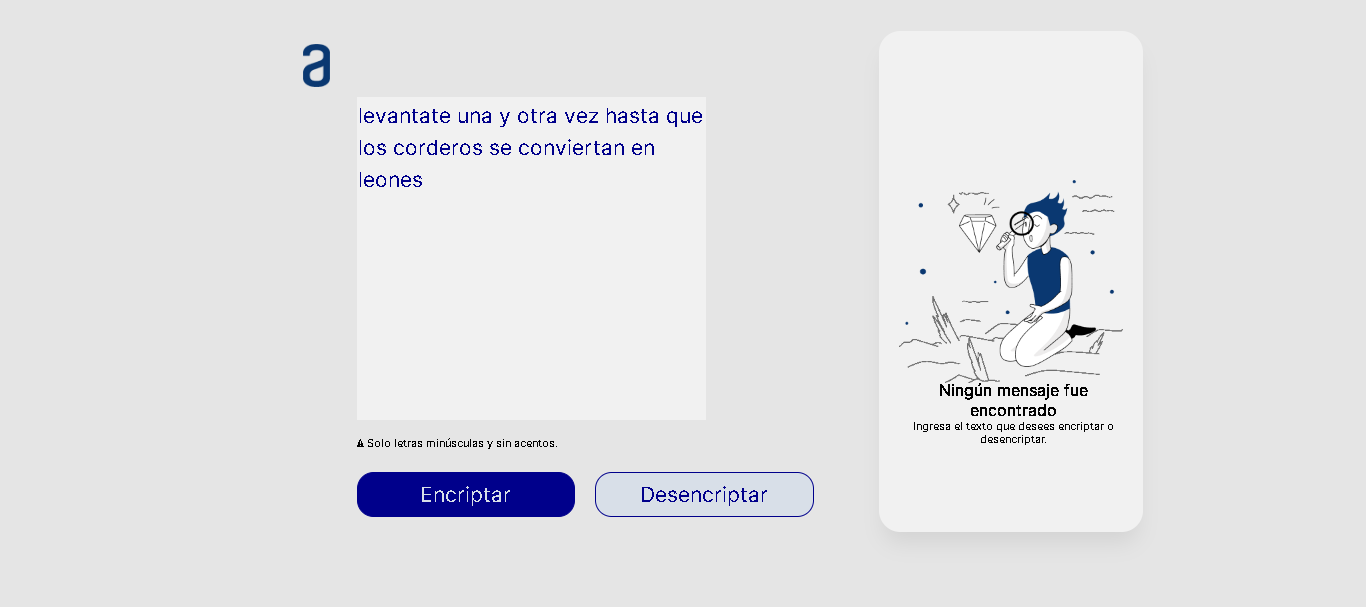 a
levantate una y otra vez hasta que
los corderos se conviertan en
leones
⚠ Solo letras minúsculas y sin acentos.
Encriptar
Desencriptar
Ningún mensaje fue
encontrado
Ingresa el texto que desees encriptar o
desencriptar.